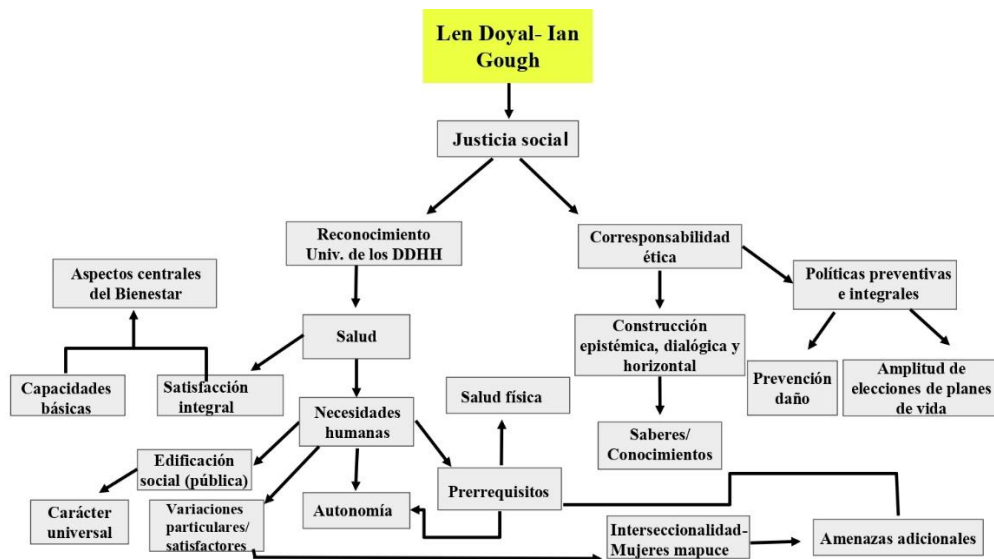 Len Doyal- Ian
Gough
Justicia social
Reconocimiento
Univ. de los DDHH
Corresponsabilidad
ética
Aspectos centrales
del Bienestar
Políticas preventivas
e integrales
Salud
Construcción
epistémica, dialógica y
horizontal
Capacidades
básicas
Satisfacción
integral
Salud física
Prevención
daño
Amplitud de
elecciones de planes
de vida
Necesidades
humanas
Saberes/
Conocimientos
Edificación
social (pública)
Prerrequisitos
Carácter
universal
Variaciones
particulares/
satisfactores
Autonomía
Interseccionalidad-
Mujeres mapuce
Amenazas adicionales